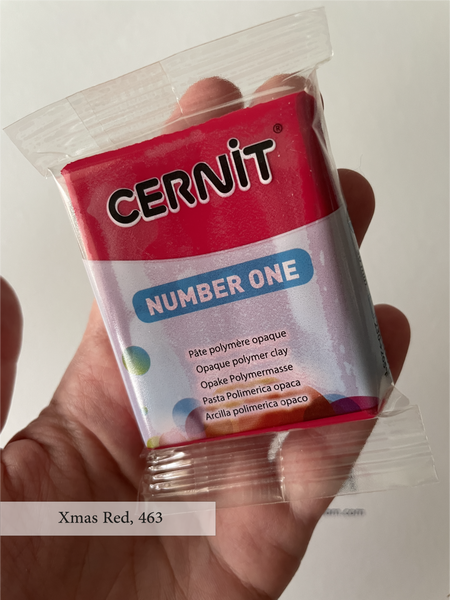 CERNiT®
NUMBER ONE
Pâte polymère opaque
Opaque polymer clay
Opake Polymermasse
Pasta Polimerica opaca
Arcilla polimerica opaco
Xmas Red, 463